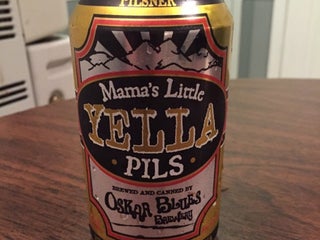 PILSNER
Mama's Little
YELLA
PILS
BREWED AND CANNED BY
OSKAR BLUES
BREWERY